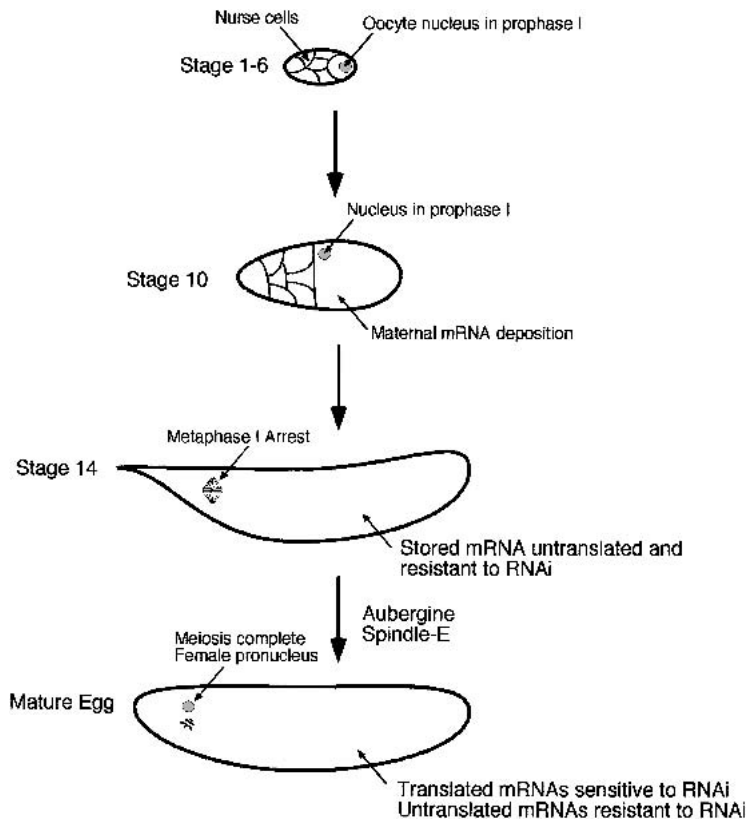 Nurse cells
Oocyte nucleus in prophase I
Stage 1-6
Nucleus in prophase I
Stage 10
Maternal mRNA deposition
Metaphase I Arrest
Stage 14
Stored mRNA untranslated and
resistant to RNAi
Aubergine
Spindle-E
Meiosis complete
Female pronucleus
Mature Egg
Translated mRNAs sensitive to RNAi
Untranslated mRNAs resistant to RNAi